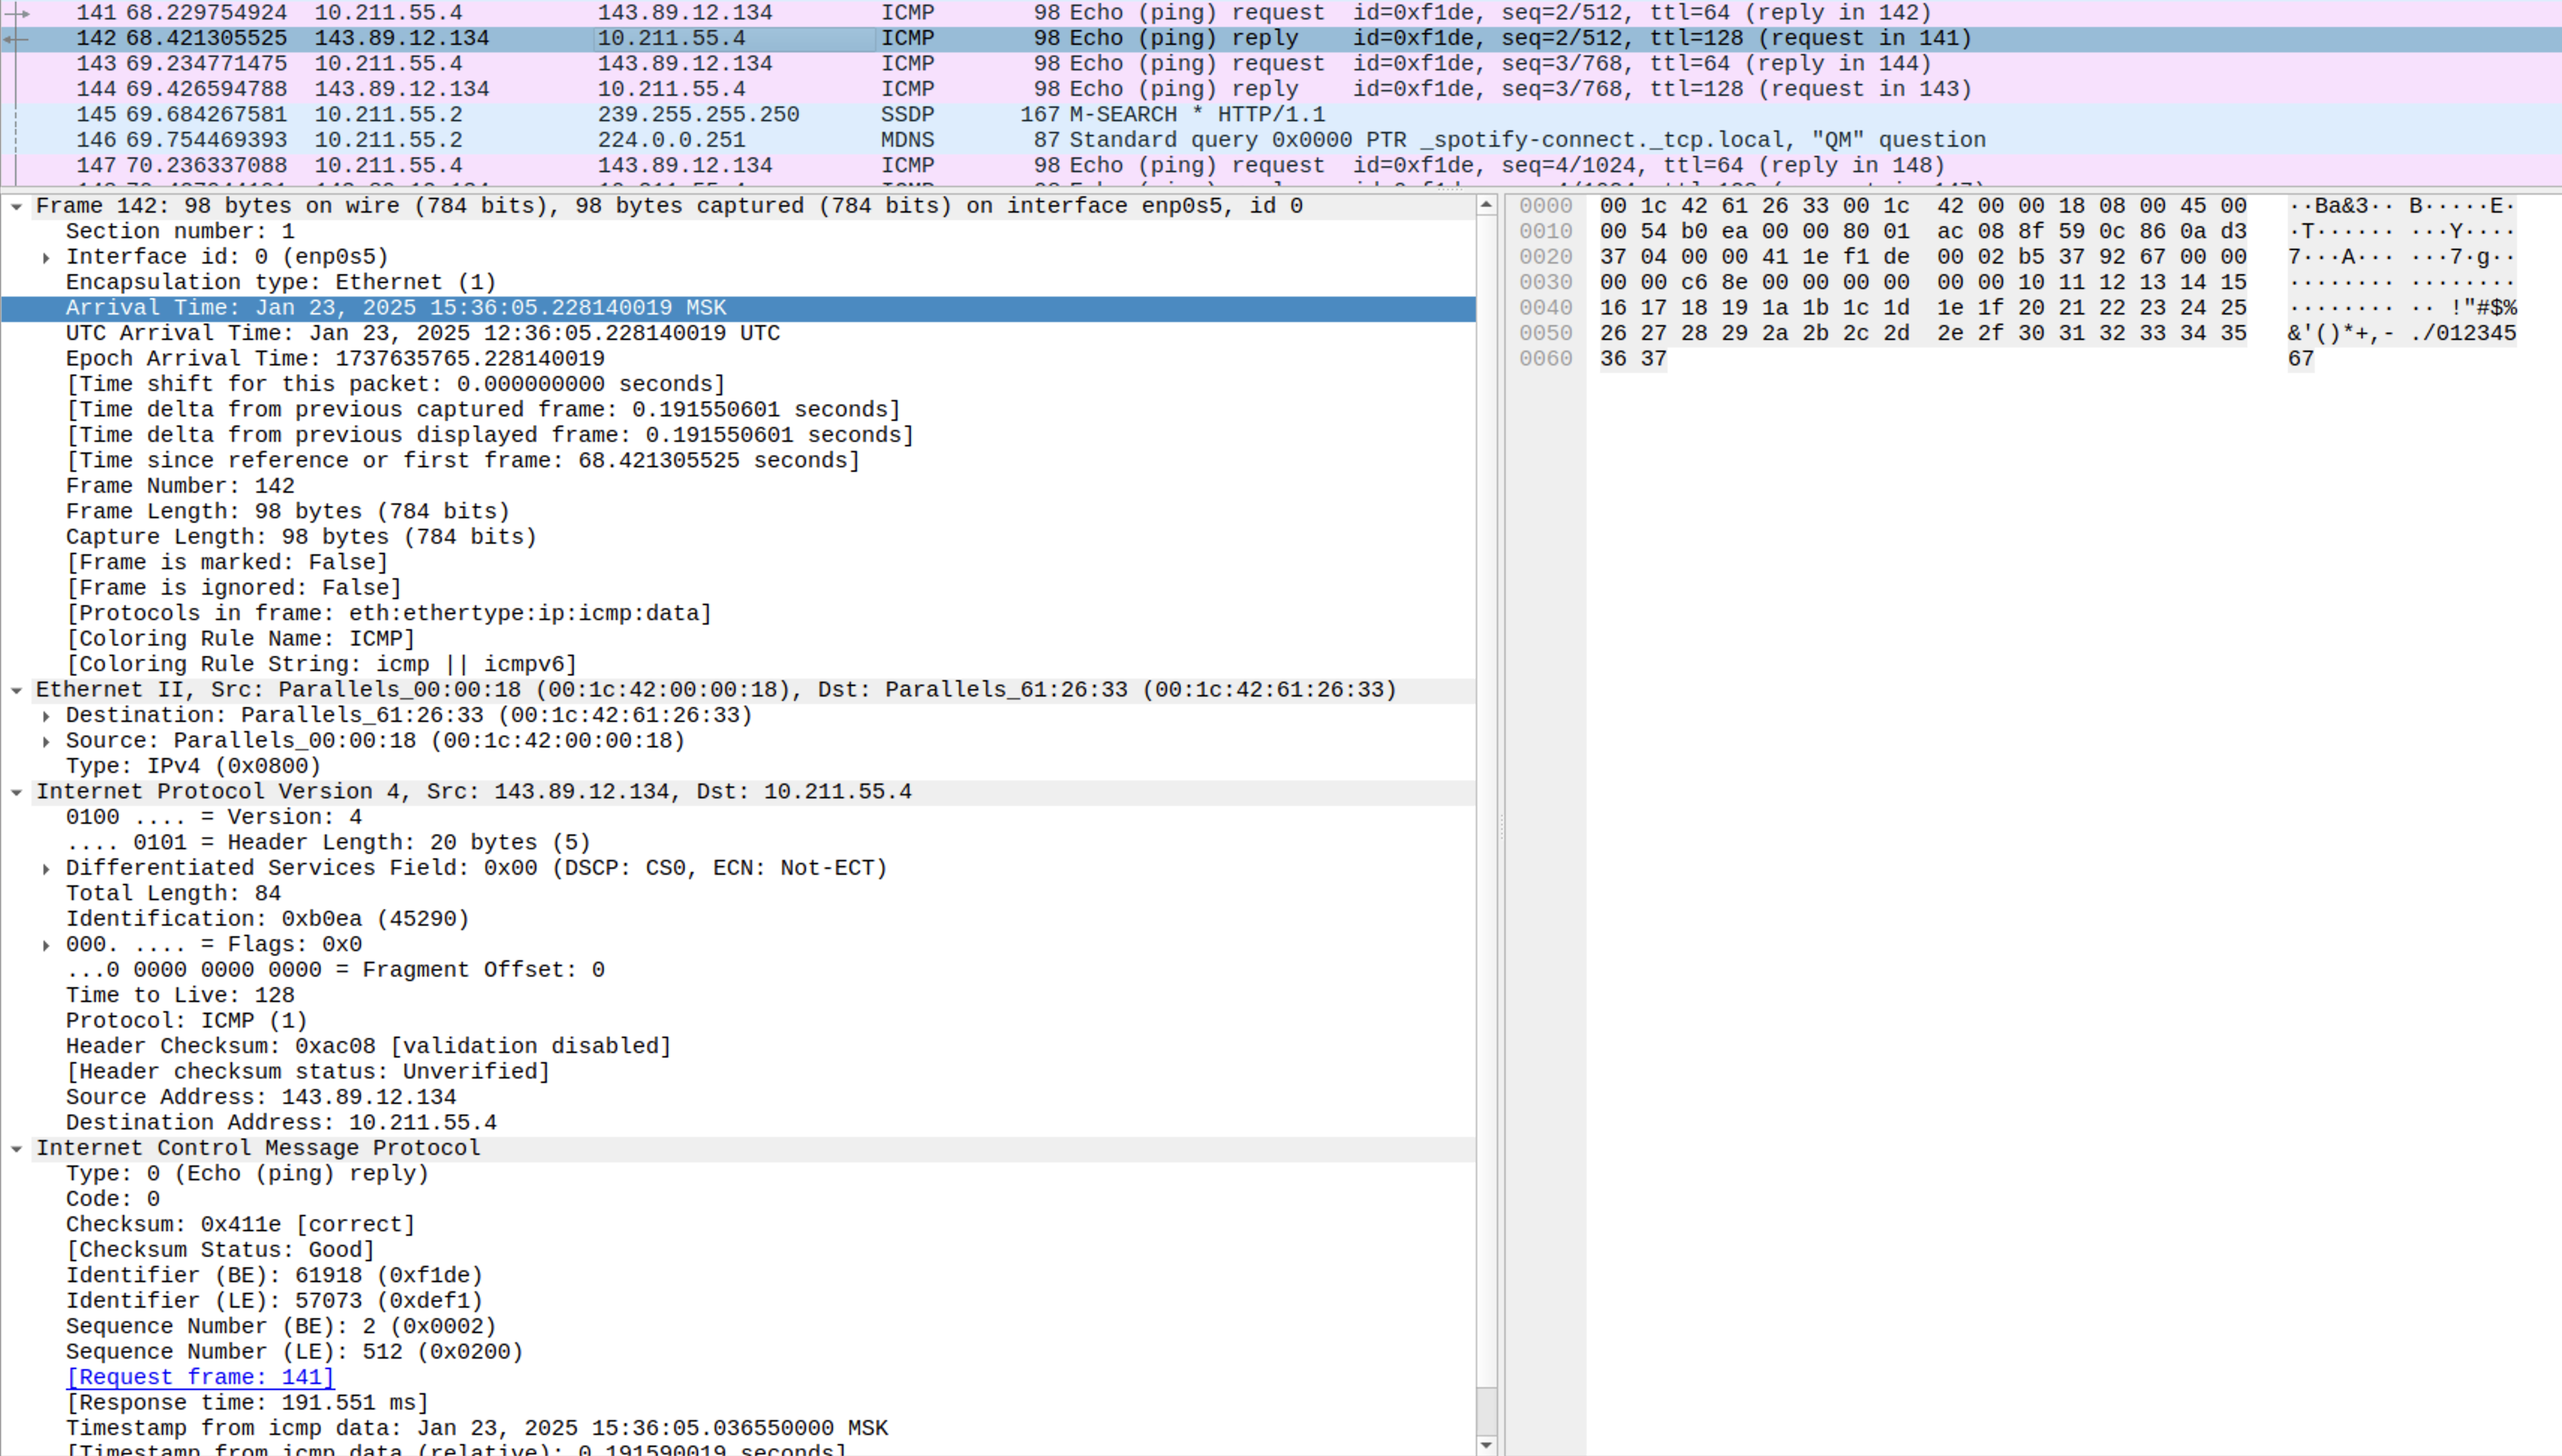 141 68.229754924 10.211.55.4 143.89.12.134 ICMP 98 Echo (ping) request id=0xf1de, seq=2/512, ttl=64 (reply in 142)
142 68.421305525 143.89.12.134 10.211.55.4 ICMP 98 Echo (ping) reply id=0xf1de, seq=2/512, ttl=128 (request in 141)
143 69.234771475 10.211.55.4 143.89.12.134 ICMP 98 Echo (ping) request id=0xf1de, seq=3/768, ttl=64 (reply in 144)
144 69.426594788 143.89.12.134 10.211.55.4 ICMP 98 Echo (ping) reply id=0xf1de, seq=3/768, ttl=128 (request in 143)
145 69.684267581 10.211.55.2 239.255.255.250 SSDP 167 M-SEARCH * HTTP/1.1
146 69.754469393 10.211.55.2 224.0.0.251 MDNS 87 Standard query 0x0000 PTR _spotify-connect._tcp.local, "QM" question
147 70.236337088 10.211.55.4 143.89.12.134 ICMP 98 Echo (ping) request id=0xf1de, seq=4/1024, ttl=64 (reply in 148)
Frame 142: 98 bytes on wire (784 bits), 98 bytes captured (784 bits) on interface enp0s5, id 0
Section number: 1
Interface id: 0 (enp0s5)
Encapsulation type: Ethernet (1)
Arrival Time: Jan 23, 2025 15:36:05.228140019 MSK
UTC Arrival Time: Jan 23, 2025 12:36:05.228140019 UTC
Epoch Arrival Time: 1737635765.228140019
[Time shift for this packet: 0.000000000 seconds]
[Time delta from previous captured frame: 0.191550601 seconds]
[Time delta from previous displayed frame: 0.191550601 seconds]
[Time since reference or first frame: 68.421305525 seconds]
Frame Number: 142
Frame Length: 98 bytes (784 bits)
Capture Length: 98 bytes (784 bits)
[Frame is marked: False]
[Frame is ignored: False]
[Protocols in frame: eth:ethertype:ip:icmp:data]
[Coloring Rule Name: ICMP]
[Coloring Rule String: icmp || icmpv6]
Ethernet II, Src: Parallels_00:00:18 (00:1c:42:00:00:18), Dst: Parallels_61:26:33 (00:1c:42:61:26:33)
Destination: Parallels_61:26:33 (00:1c:42:61:26:33)
Source: Parallels_00:00:18 (00:1c:42:00:00:18)
Type: IPv4 (0x0800)
Internet Protocol Version 4, Src: 143.89.12.134, Dst: 10.211.55.4
0100 .... = Version: 4
.... 0101 = Header Length: 20 bytes (5)
Differentiated Services Field: 0x00 (DSCP: CS0, ECN: Not-ECT)
Total Length: 84
Identification: 0xb0ea (45290)
000. .... = Flags: 0x0
...0 0000 0000 0000 = Fragment Offset: 0
Time to Live: 128
Protocol: ICMP (1)
Header Checksum: 0xac08 [validation disabled]
[Header checksum status: Unverified]
Source Address: 143.89.12.134
Destination Address: 10.211.55.4
Internet Control Message Protocol
Type: 0 (Echo (ping) reply)
Code: 0
Checksum: 0x411e [correct]
[Checksum Status: Good]
Identifier (BE): 61918 (0xf1de)
Identifier (LE): 57073 (0xdef1)
Sequence Number (BE): 2 (0x0002)
Sequence Number (LE): 512 (0x0200)
[Request frame: 141]
[Response time: 191.551 ms]
Timestamp from icmp data: Jan 23, 2025 15:36:05.036550000 MSK
[Timestamp from icmp data (relative): 0.191590019 seconds]
0000 00 1c 42 61 26 33 00 1c 42 00 00 18 08 00 45 00 ··Ba&3·· B·····E·
0010 00 54 b0 ea 00 00 80 01 ac 08 8f 59 0c 86 0a d3 ·T······ ···Y····
0020 37 04 00 00 41 1e f1 de 00 02 b5 37 92 67 00 00 7···A··· ···7·g··
0030 00 00 c6 8e 00 00 00 00 00 00 10 11 12 13 14 15 ········ ········
0040 16 17 18 19 1a 1b 1c 1d 1e 1f 20 21 22 23 24 25 ········ ·· !"#$%
0050 26 27 28 29 2a 2b 2c 2d 2e 2f 30 31 32 33 34 35 &'()*+,- ./012345
0060 36 37 67